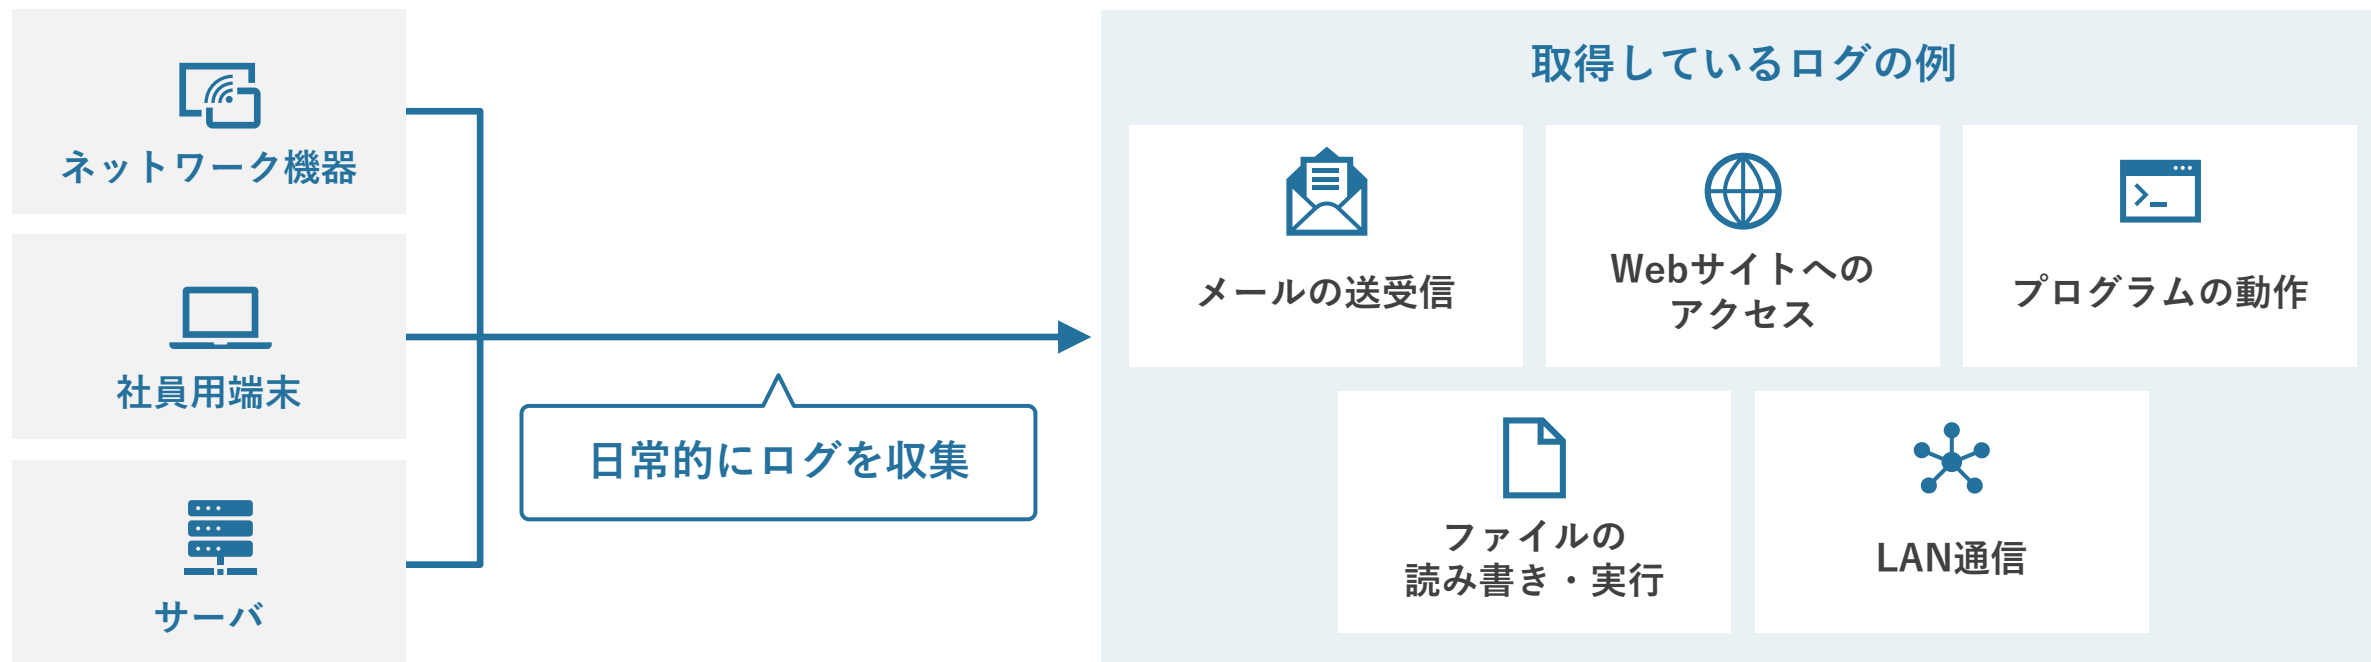 ネットワーク機器
社員用端末
サーバ
日常的にログを収集
取得しているログの例
メールの送受信
Webサイトへの
アクセス
プログラムの動作
ファイルの
読み書き・実行
LAN通信